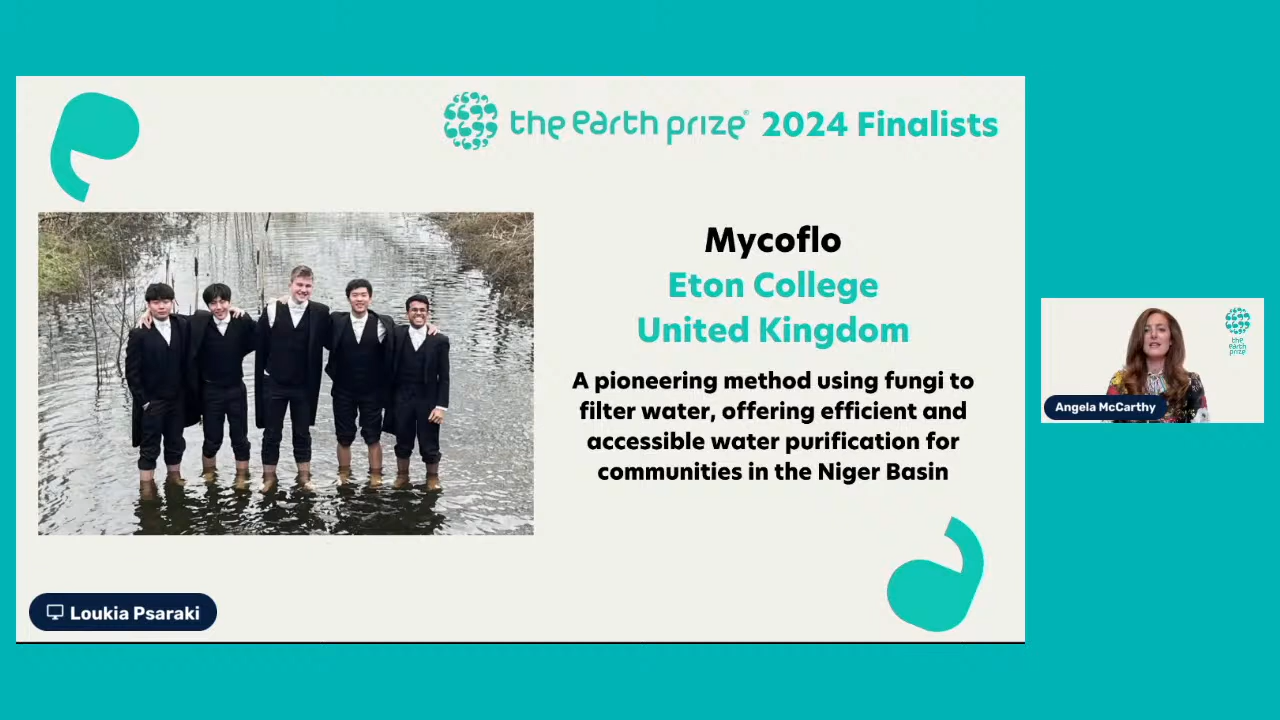 the earth prize® 2024 Finalists
Mycoflo
Eton College
United Kingdom
A pioneering method using fungi to
filter water, offering efficient and
accessible water purification for
communities in the Niger Basin
Loukia Psaraki
the
earth
prize
Angela McCarthy